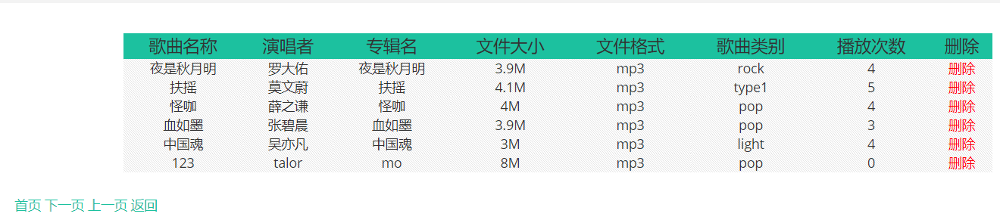 歌曲名称 演唱者 专辑名 文件大小 文件格式 歌曲类别 播放次数 删除
夜是秋月明 罗大佑 夜是秋月明 3.9M mp3 rock 4 删除
扶摇 莫文蔚 扶摇 4.1M mp3 type1 5 删除
怪咖 薛之谦 怪咖 4M mp3 pop 4 删除
血如墨 张碧晨 血如墨 3.9M mp3 pop 3 删除
中国魂 吴亦凡 中国魂 3M mp3 light 4 删除
123 talor mo 8M mp3 pop 0 删除
首页 下一页 上一页 返回